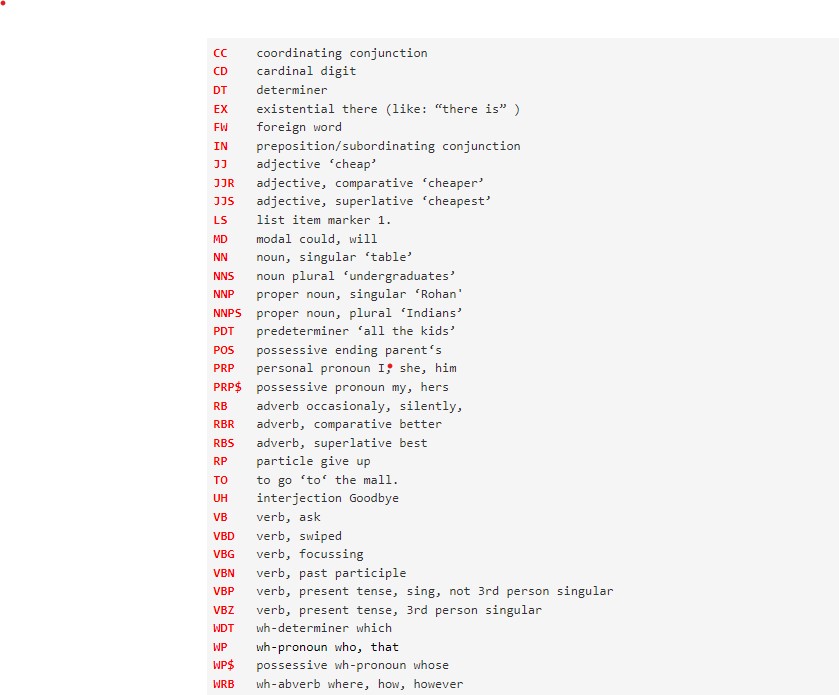 CC coordinating conjunction
CD cardinal digit
DT determiner
EX existential there (like: “there is” )
FW foreign word
IN preposition/subordinating conjunction
JJ adjective ‘cheap’
JJR adjective, comparative ‘cheaper’
JJS adjective, superlative ‘cheapest’
LS list item marker 1.
MD modal could, will
NN noun, singular ‘table’
NNS noun plural ‘undergraduates’
NNP proper noun, singular ‘Rohan'
NNPS proper noun, plural ‘Indians’
PDT predeterminer ‘all the kids’
POS possessive ending parent‘s
PRP personal pronoun I, she, him
PRP$ possessive pronoun my, hers
RB adverb occasionaly, silently,
RBR adverb, comparative better
RBS adverb, superlative best
RP particle give up
TO to go ‘to‘ the mall.
UH interjection Goodbye
VB verb, ask
VBD verb, swiped
VBG verb, focussing
VBN verb, past participle
VBP verb, present tense, sing, not 3rd person singular
VBZ verb, present tense, 3rd person singular
WDT wh-determiner which
WP wh-pronoun who, that
WP$ possessive wh-pronoun whose
WRB wh-abverb where, how, however